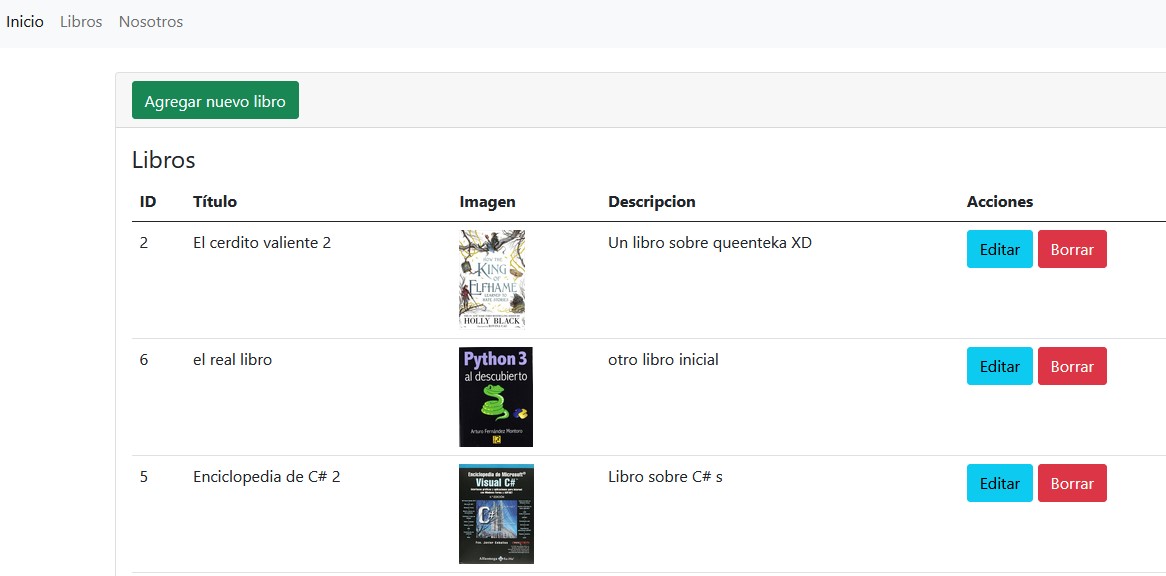 Inicio Libros Nosotros
Agregar nuevo libro
Libros
ID Título Imagen Descripcion Acciones
2 El cerdito valiente 2 Un libro sobre queenteka XD Editar Borrar
HOW THE
KING
OF
ELFHAME
LEARNED TO
HATE STORIES
HOLLY BLACK
6 el real libro otro libro inicial Editar Borrar
Python 3
al descubierto
Arturo Fernández Montoro
5 Enciclopedia de C# 2 Libro sobre C# s Editar Borrar
Enciclopedia de Microsoft®
Visual C#
C#